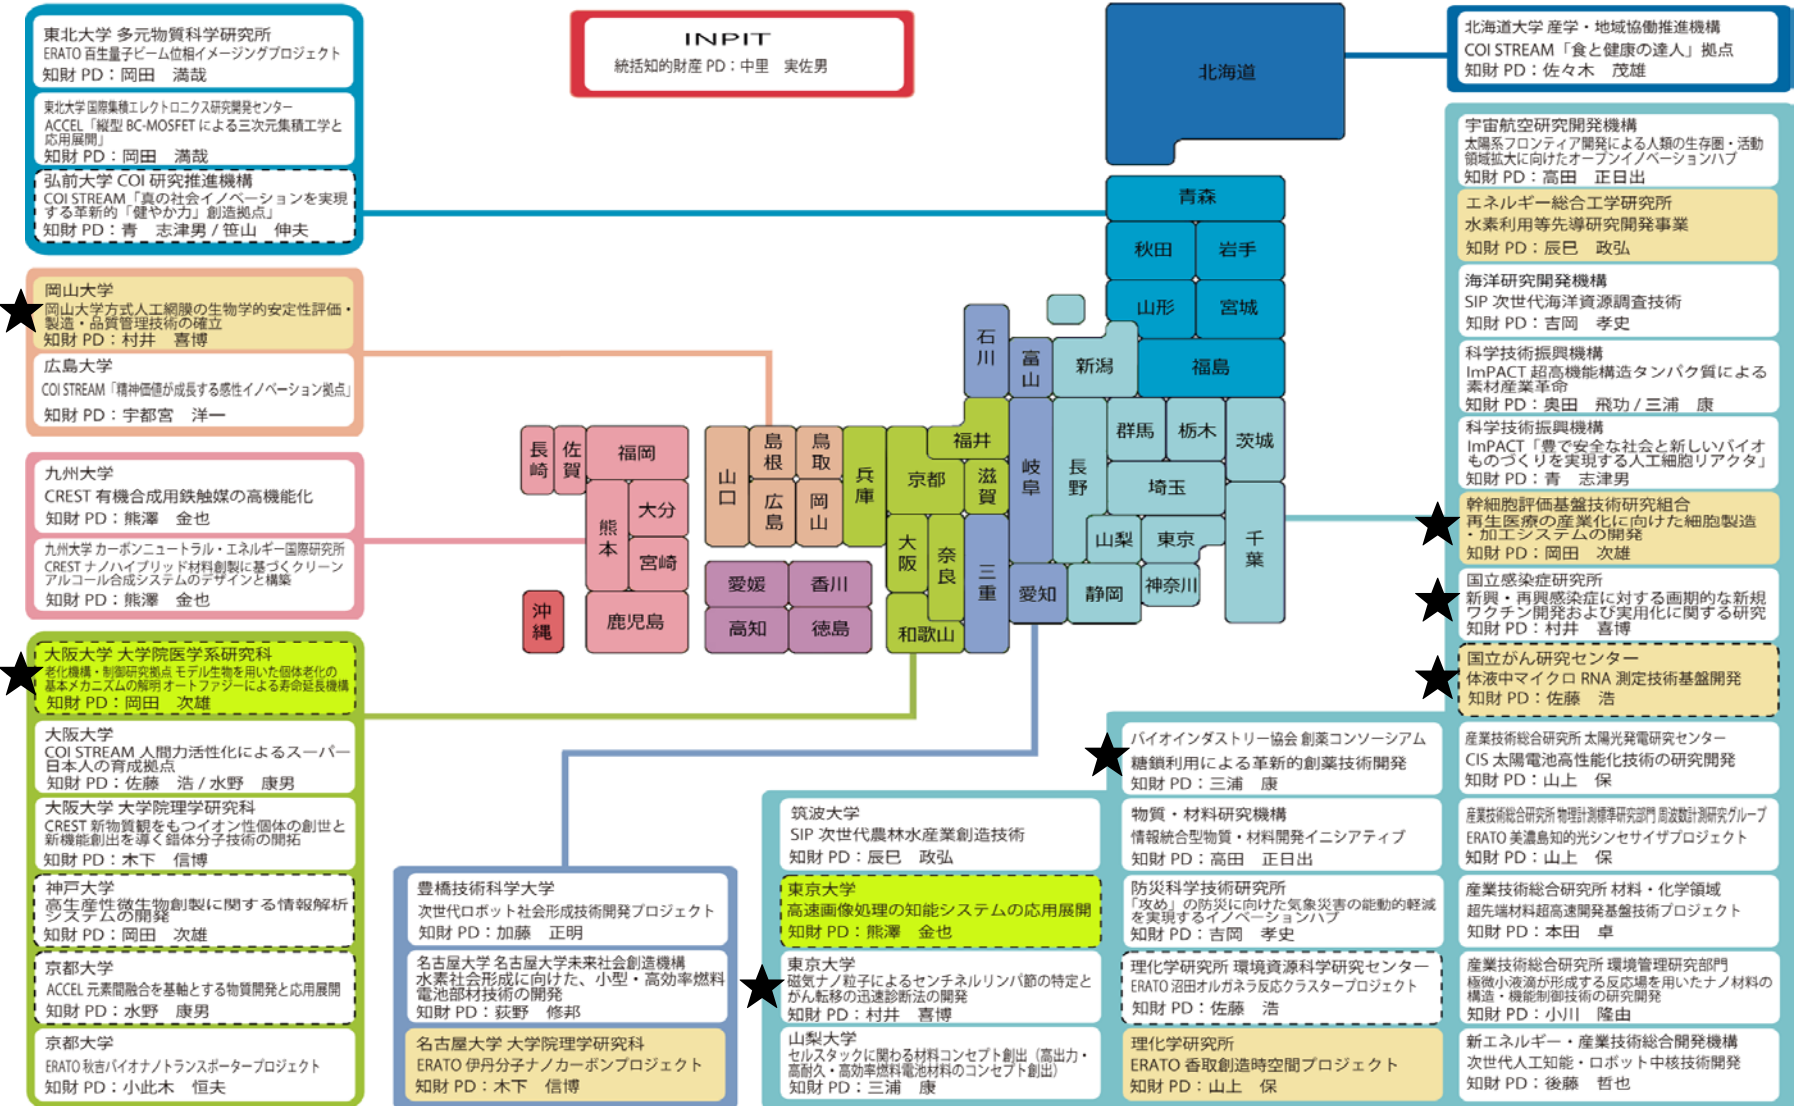 東北大学 多元物質科学研究所
ERATO 百生量子ビーム位相イメージングプロジェクト
知財 PD：岡田　満哉
東北大学 国際集積エレクトロニクス研究開発センター
ACCEL「縦型 BC-MOSFET による三次元集積工学と
応用展開」
知財 PD：岡田　満哉
弘前大学 COI 研究推進機構
COI STREAM「真の社会イノベーションを実現
する革新的「健やか力」創造拠点」
知財 PD：青　志津男 / 笹山　伸夫
岡山大学
岡山大学方式人工網膜の生物学的安定性評価・
製造・品質管理技術の確立
知財 PD：村井　喜博
広島大学
COI STREAM「精神価値が成長する感性イノベーション拠点」
知財 PD：宇都宮　洋一
九州大学
CREST 有機合成用鉄触媒の高機能化
知財 PD：熊澤　金也
九州大学 カーボンニュートラル・エネルギー国際研究所
CREST ナノハイブリッド材料創製に基づくクリーン
アルコール合成システムのデザインと構築
知財 PD：熊澤　金也
大阪大学 大学院医学系研究科
老化機構・制御研究拠点 モデル生物を用いた個体老化の
基本メカニズムの解明 オートファジーによる寿命延長機構
知財 PD：岡田　次雄
大阪大学
COI STREAM 人間力活性化によるスーパー
日本人の育成拠点
知財 PD：佐藤　浩 / 水野　康男
大阪大学 大学院理学研究科
CREST 新物質観をもつイオン性個体の創世と
新機能創出を導く錯体分子技術の開拓
知財 PD：木下　信博
神戸大学
高生産性微生物創製に関する情報解析
システムの開発
知財 PD：岡田　次雄
京都大学
ACCEL 元素間融合を基軸とする物質開発と応用展開
知財 PD：水野　康男
京都大学
ERATO 秋吉バイオナノトランスポータープロジェクト
知財 PD：小此木　恒夫
INPIT
統括知的財産 PD：中里　実佐男
北海道
青森
秋田
岩手
山形
宮城
福島
石川
富山
新潟
福井
岐阜
長野
群馬
栃木
茨城
埼玉
山梨
東京
千葉
神奈川
静岡
愛知
三重
滋賀
京都
大阪
奈良
和歌山
兵庫
鳥取
岡山
島根
広島
山口
愛媛
香川
高知
徳島
長崎
佐賀
福岡
熊本
大分
宮崎
鹿児島
沖縄
豊橋技術科学大学
次世代ロボット社会形成技術開発プロジェクト
知財 PD：加藤　正明
名古屋大学 名古屋大学未来社会創造機構
水素社会形成に向けた、小型・高効率燃料
電池部材技術の開発
知財 PD：荻野　修邦
名古屋大学 大学院理学研究科
ERATO 伊丹分子ナノカーボンプロジェクト
知財 PD：木下　信博
筑波大学
SIP 次世代農林水産業創造技術
知財 PD：辰巳　政弘
東京大学
高速画像処理の知能システムの応用展開
知財 PD：熊澤　金也
東京大学
磁気ナノ粒子によるセンチネルリンパ節の特定と
がん転移の迅速診断法の開発
知財 PD：村井　喜博
山梨大学
セルスタックに関わる材料コンセプト創出（高出力・
高耐久・高効率燃料電池材料のコンセプト創出）
知財 PD：三浦　康
バイオインダストリー協会 創薬コンソーシアム
糖鎖利用による革新的創薬技術開発
知財 PD：三浦　康
物質・材料研究機構
情報統合型物質・材料開発イニシアティブ
知財 PD：高田　正日出
防災科学技術研究所
「攻め」の防災に向けた気象災害の能動的軽減
を実現するイノベーションハブ
知財 PD：吉岡　孝史
理化学研究所 環境資源科学研究センター
ERATO 沼田オルガネラ反応クラスタープロジェクト
知財 PD：佐藤　浩
理化学研究所
ERATO 香取創造時空間プロジェクト
知財 PD：山上　保
北海道大学 産学・地域協働推進機構
COI STREAM「食と健康の達人」拠点
知財 PD：佐々木　茂雄
宇宙航空研究開発機構
太陽系フロンティア開発による人類の生存圏・活動
領域拡大に向けたオープンイノベーションハブ
知財 PD：高田　正日出
エネルギー総合工学研究所
水素利用等先導研究開発事業
知財 PD：辰巳　政弘
海洋研究開発機構
SIP 次世代海洋資源調査技術
知財 PD：吉岡　孝史
科学技術振興機構
ImPACT 超高機能構造タンパク質による
素材産業革命
知財 PD：奥田　飛功 / 三浦　康
科学技術振興機構
ImPACT「豊で安全な社会と新しいバイオ
ものづくりを実現する人工細胞リアクタ」
知財 PD：青　志津男
幹細胞評価基盤技術研究組合
再生医療の産業化に向けた細胞製造
・加工システムの開発
知財 PD：岡田　次雄
国立感染症研究所
新興・再興感染症に対する画期的な新規
ワクチン開発および実用化に関する研究
知財 PD：村井　喜博
国立がん研究センター
体液中マイクロ RNA 測定技術基盤開発
知財 PD：佐藤　浩
産業技術総合研究所 太陽光発電研究センター
CIS 太陽電池高性能化技術の研究開発
知財 PD：山上　保
産業技術総合研究所 物理計測標準研究部門 周波数計測研究グループ
ERATO 美濃島知的光シンセサイザプロジェクト
知財 PD：山上　保
産業技術総合研究所 材料・化学領域
超先端材料超高速開発基盤技術プロジェクト
知財 PD：本田　卓
産業技術総合研究所 環境管理研究部門
極微小液滴が形成する反応場を用いたナノ材料の
構造・機能制御技術の研究開発
知財 PD：小川　隆由
新エネルギー・産業技術総合開発機構
次世代人工知能・ロボット中核技術開発
知財 PD：後藤　哲也